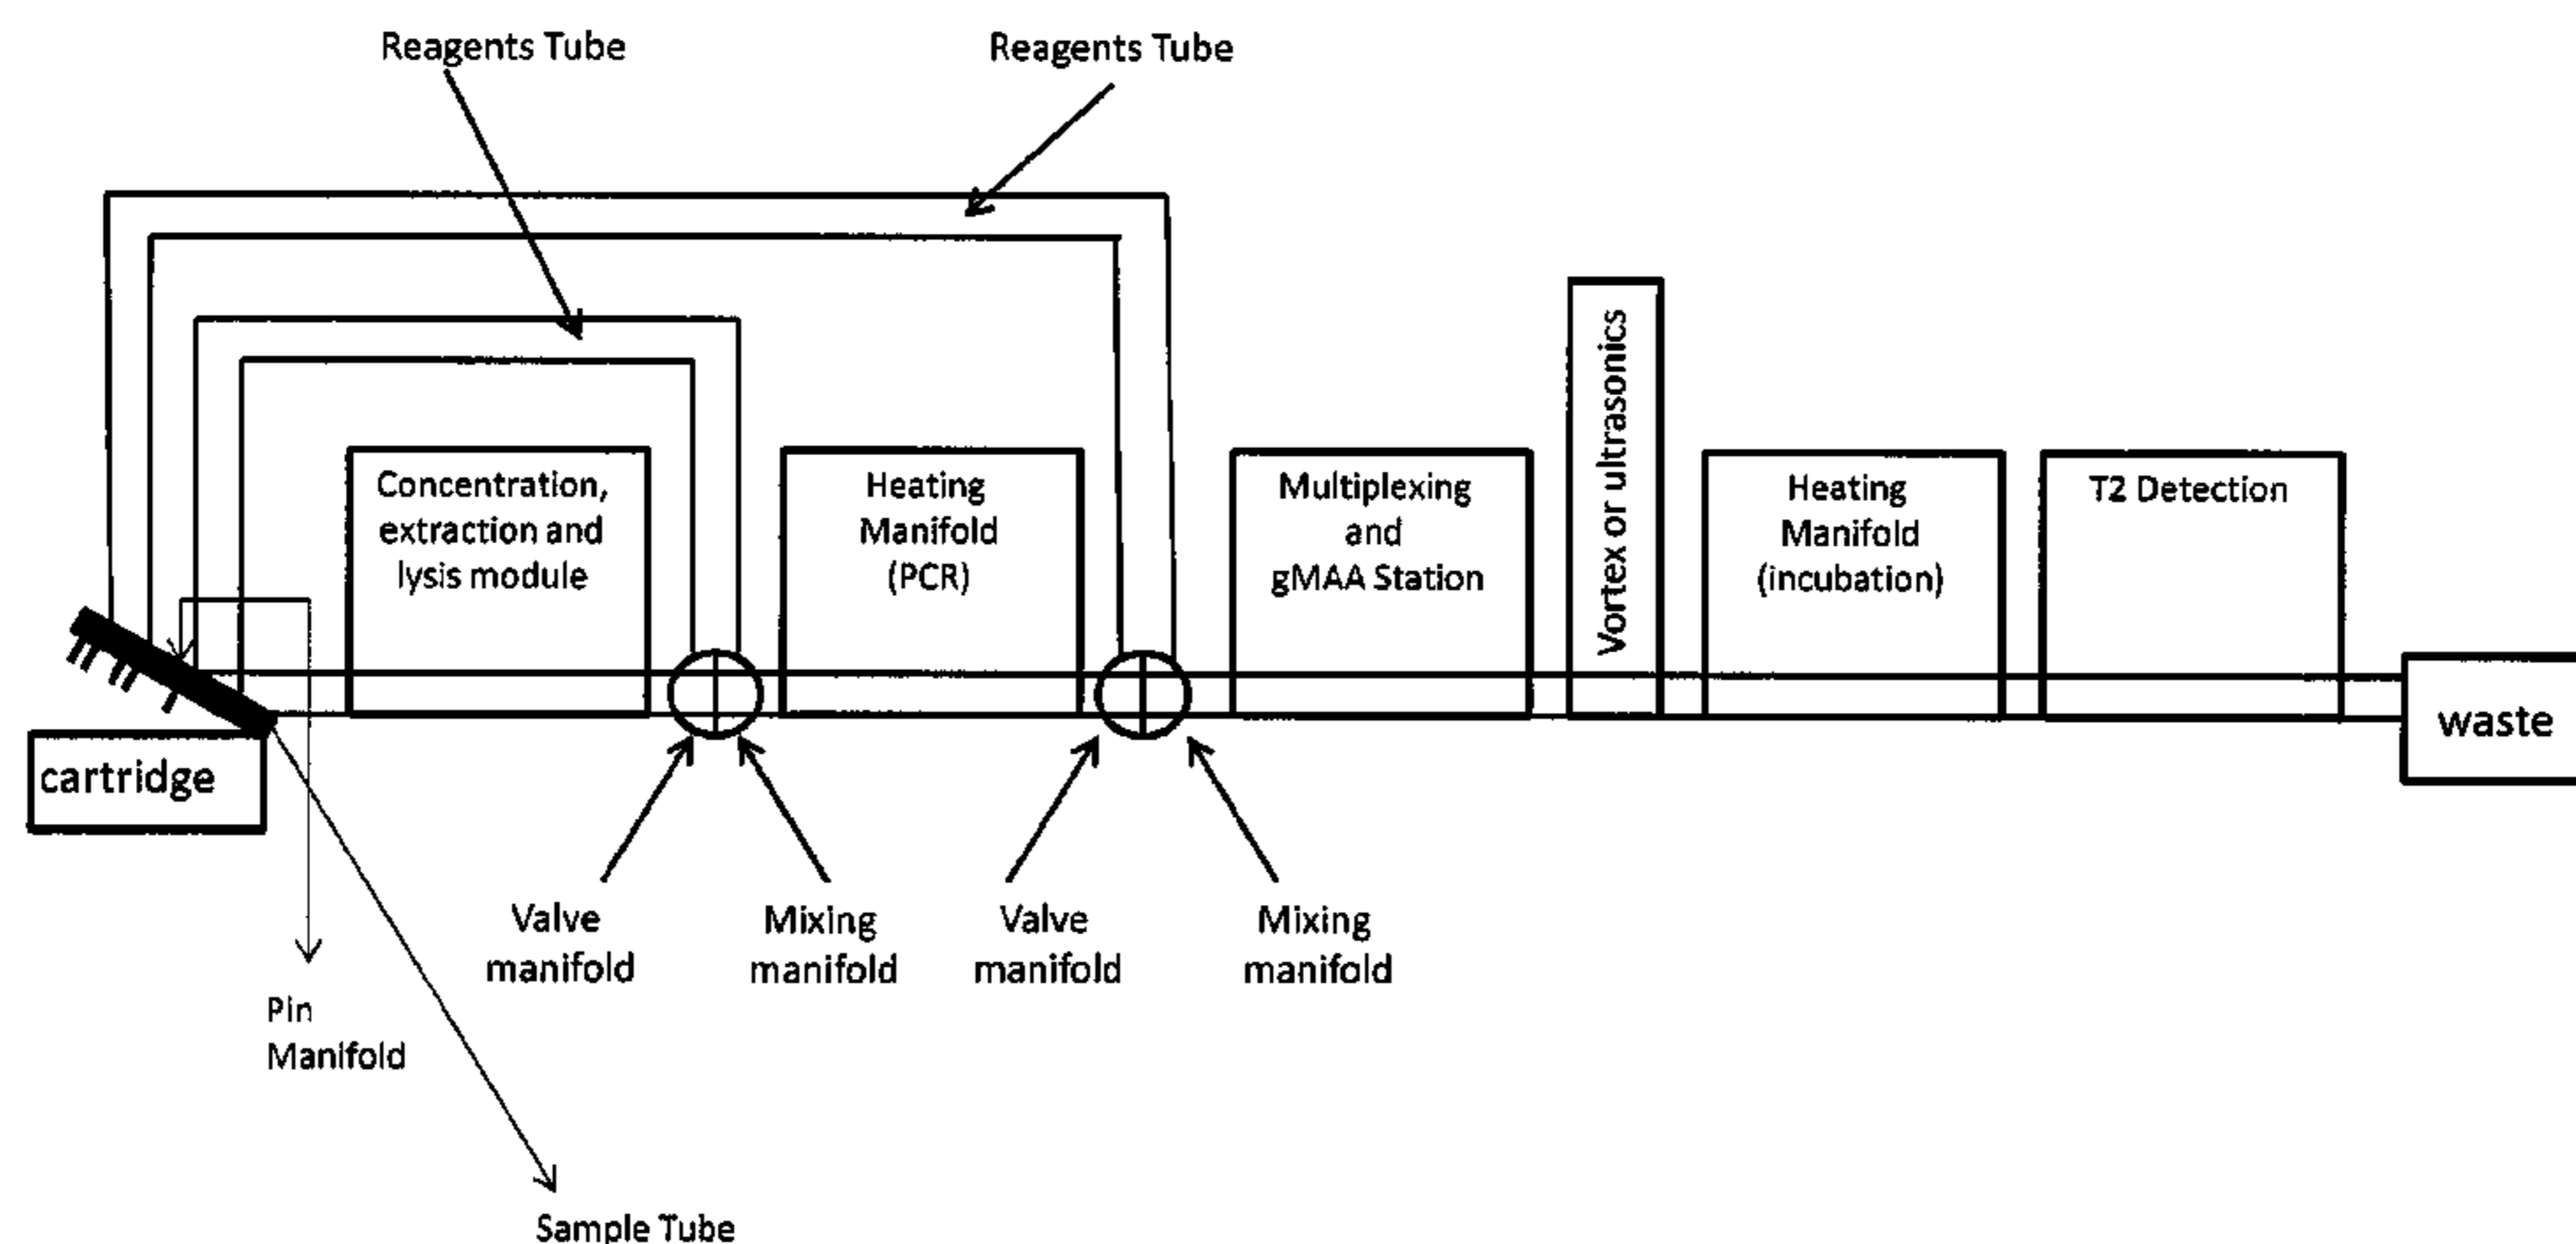 Reagents Tube
Reagents Tube
Concentration,
extraction and
lysis module
Heating
Manifold
(PCR)
Multiplexing
and
gMAA Station
Vortex or ultrasonics
Heating
Manifold
(incubation)
T2 Detection
cartridge
waste
Valve
manifold
Mixing
manifold
Valve
manifold
Mixing
manifold
Pin
Manifold
Sample Tube